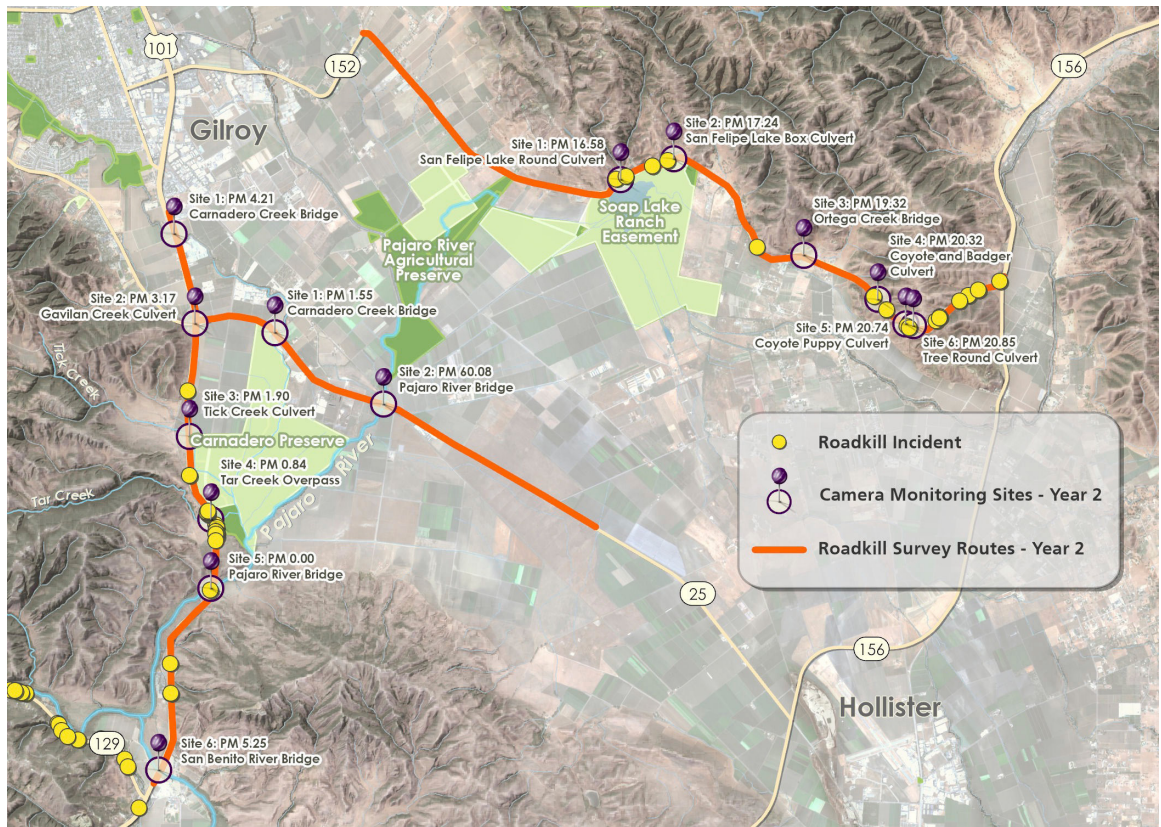 101
152
156
Gilroy
Site 2: PM 17.24
San Felipe Lake Box Culvert
Site 1: PM 16.58
San Felipe Lake Round Culvert
Site 1: PM 4.21
Carnadero Creek Bridge
Soap Lake
Ranch
Easement
Site 3: PM 19.32
Ortega Creek Bridge
Pajaro River
Agricultural
Preserve
Site 4: PM 20.32
Coyote and Badger
Culvert
Site 2: PM 3.17
Gavilan Creek Culvert
Site 1: PM 1.55
Carnadero Creek Bridge
Site 5: PM 20.74
Coyote Puppy Culvert
Site 6: PM 20.85
Tree Round Culvert
Tick Creek
Site 2: PM 60.08
Pajaro River Bridge
Site 3: PM 1.90
Tick Creek Culvert
Carnadero Preserve
Roadkill Incident
Site 4: PM 0.84
Tar Creek Overpass
Tar Creek
Pajaro River
Camera Monitoring Sites - Year 2
Roadkill Survey Routes - Year 2
Site 5: PM 0.00
Pajaro River Bridge
25
156
Hollister
129
Site 6: PM 5.25
San Benito River Bridge